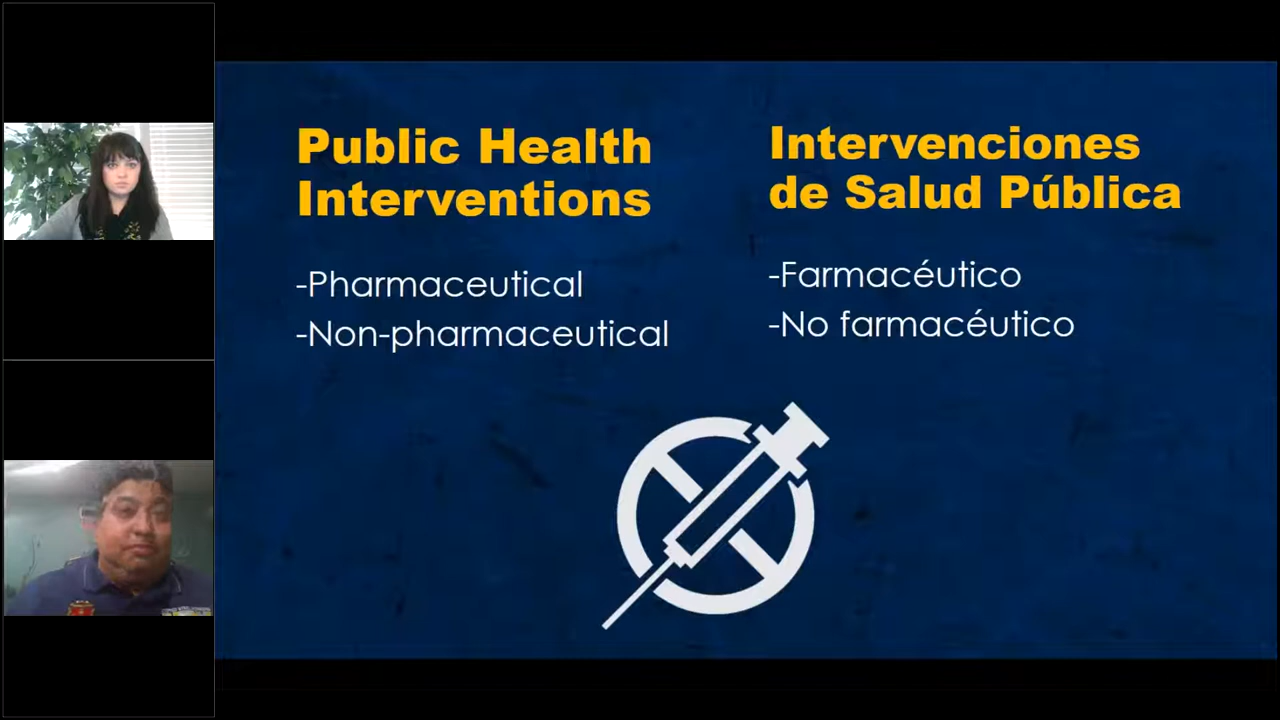 Public Health
Interventions
-Pharmaceutical
-Non-pharmaceutical
Intervenciones
de Salud Pública
-Farmacéutico
-No farmacéutico